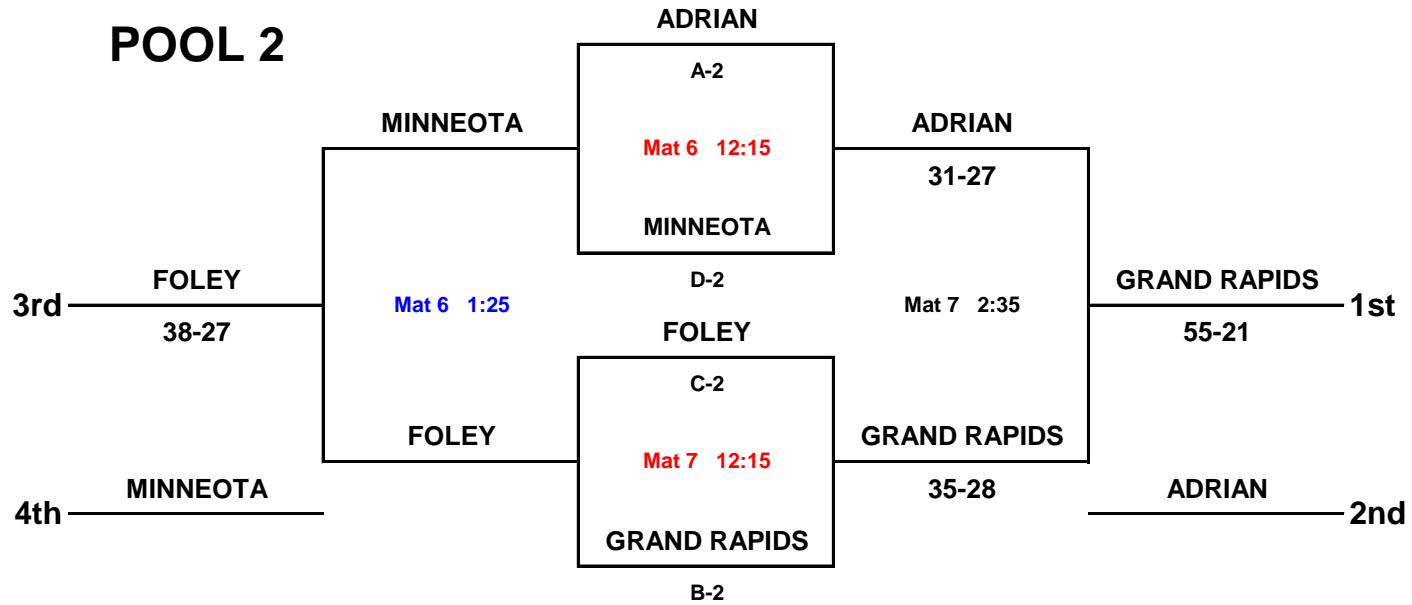 POOL 2
ADRIAN
A-2
MINNEOTA
Mat 6 12:15
ADRIAN
31-27
MINNEOTA
D-2
3rd
FOLEY
38-27
Mat 6 1:25
Mat 7 2:35
GRAND RAPIDS
1st
55-21
FOLEY
C-2
FOLEY
Mat 7 12:15
GRAND RAPIDS
35-28
4th
MINNEOTA
ADRIAN
2nd
GRAND RAPIDS
B-2